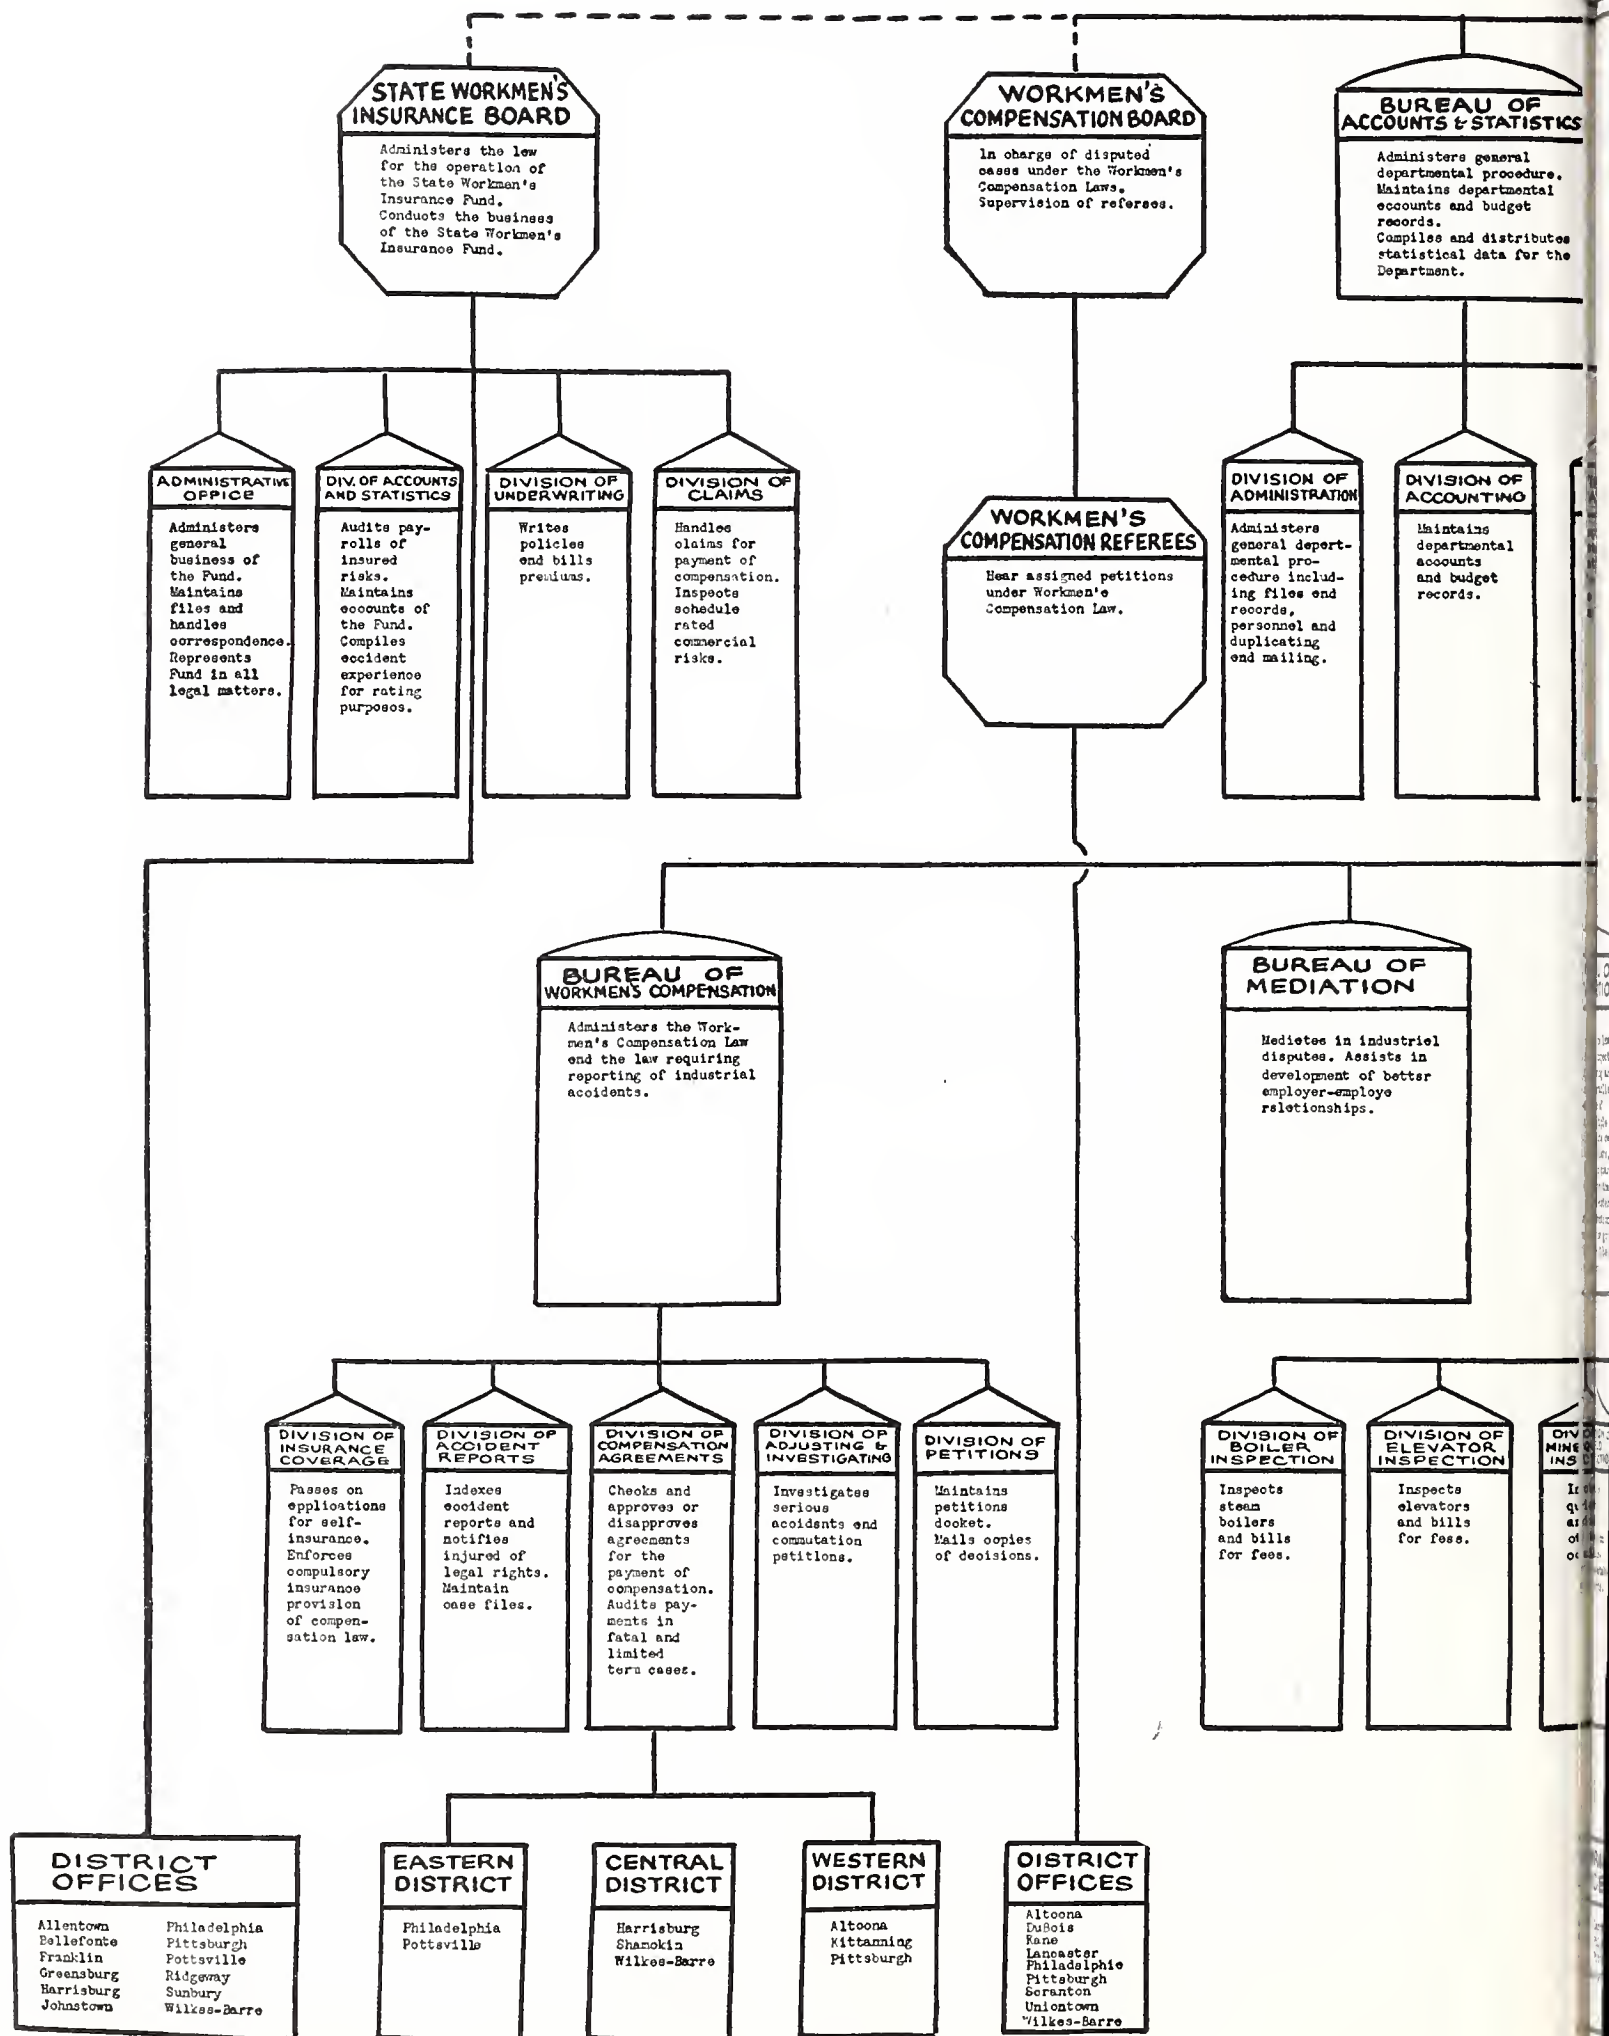 STATE WORKMEN'S
INSURANCE BOARD
Administers the law
for the operation of
the State Workmen's
Insurance Fund.
Conducts the business
of the State Workmen's
Insurance Fund.
WORKMEN'S
COMPENSATION BOARD
In charge of disputed
cases under the Workmen's
Compensation Laws.
Supervision of referees.
BUREAU OF
ACCOUNTS & STATISTICS
Administers general
departmental procedure.
Maintains departmental
accounts and budget
records.
Compiles and distributes
statistical data for the
Department.
ADMINISTRATIVE
OFFICE
Administers
general
business of
the Fund.
Maintains
files and
handles
correspondence.
Represents
Fund in all
legal matters.
DIV. OF ACCOUNTS
AND STATISTICS
Audits pay-
rolls of
insured
risks.
Maintains
accounts of
the Fund.
Compiles
accident
experience
for rating
purposes.
DIVISION OF
UNDERWRITING
Writes
policies
and bills
premiums.
DIVISION OF
CLAIMS
Handles
claims for
payment of
compensation.
Inspects
schedule
rated
commercial
risks.
WORKMEN'S
COMPENSATION REFEREES
Hear assigned petitions
under Workmen's
Compensation Law.
DIVISION OF
ADMINISTRATION
Administers
general depart-
mental pro-
cedure includ-
ing files and
records,
personnel and
duplicating
and mailing.
DIVISION OF
ACCOUNTING
Maintains
departmental
accounts
and budget
records.
BUREAU OF
WORKMEN'S COMPENSATION
Administers the Work-
men's Compensation Law
and the law requiring
reporting of industrial
accidents.
BUREAU OF
MEDIATION
Mediates in industrial
disputes. Assists in
development of better
employer-employe
relationships.
DIVISION OF
INSURANCE
COVERAGE
Passes on
applications
for self-
insurance.
Enforces
compulsory
insurance
provision
of compen-
sation law.
DIVISION OF
ACCIDENT
REPORTS
Indexes
accident
reports and
notifies
injured of
legal rights.
Maintain
case files.
DIVISION OF
COMPENSATION
AGREEMENTS
Checks and
approves or
disapproves
agreements
for the
payment of
compensation.
Audits pay-
ments in
fatal and
limited
term cases.
DIVISION OF
ADJUSTING &
INVESTIGATING
Investigates
serious
accidents and
commutation
petitions.
DIVISION OF
PETITIONS
Maintains
petitions
docket.
Mails copies
of decisions.
DIVISION OF
BOILER
INSPECTION
Inspects
steam
boilers
and bills
for fees.
DIVISION OF
ELEVATOR
INSPECTION
Inspects
elevators
and bills
for fees.
DISTRICT
OFFICES
Allentown
Bellefonte
Franklin
Greensburg
Harrisburg
Johnstown
Philadelphia
Pittsburgh
Pottsville
Ridgeway
Sunbury
Wilkes-Barre
EASTERN
DISTRICT
Philadelphia
Pottsville
CENTRAL
DISTRICT
Harrisburg
Shamokin
Wilkes-Barre
WESTERN
DISTRICT
Altoona
Kittanning
Pittsburgh
DISTRICT
OFFICES
Altoona
DuBois
Kane
Lancaster
Philadelphia
Pittsburgh
Scranton
Uniontown
Wilkes-Barre